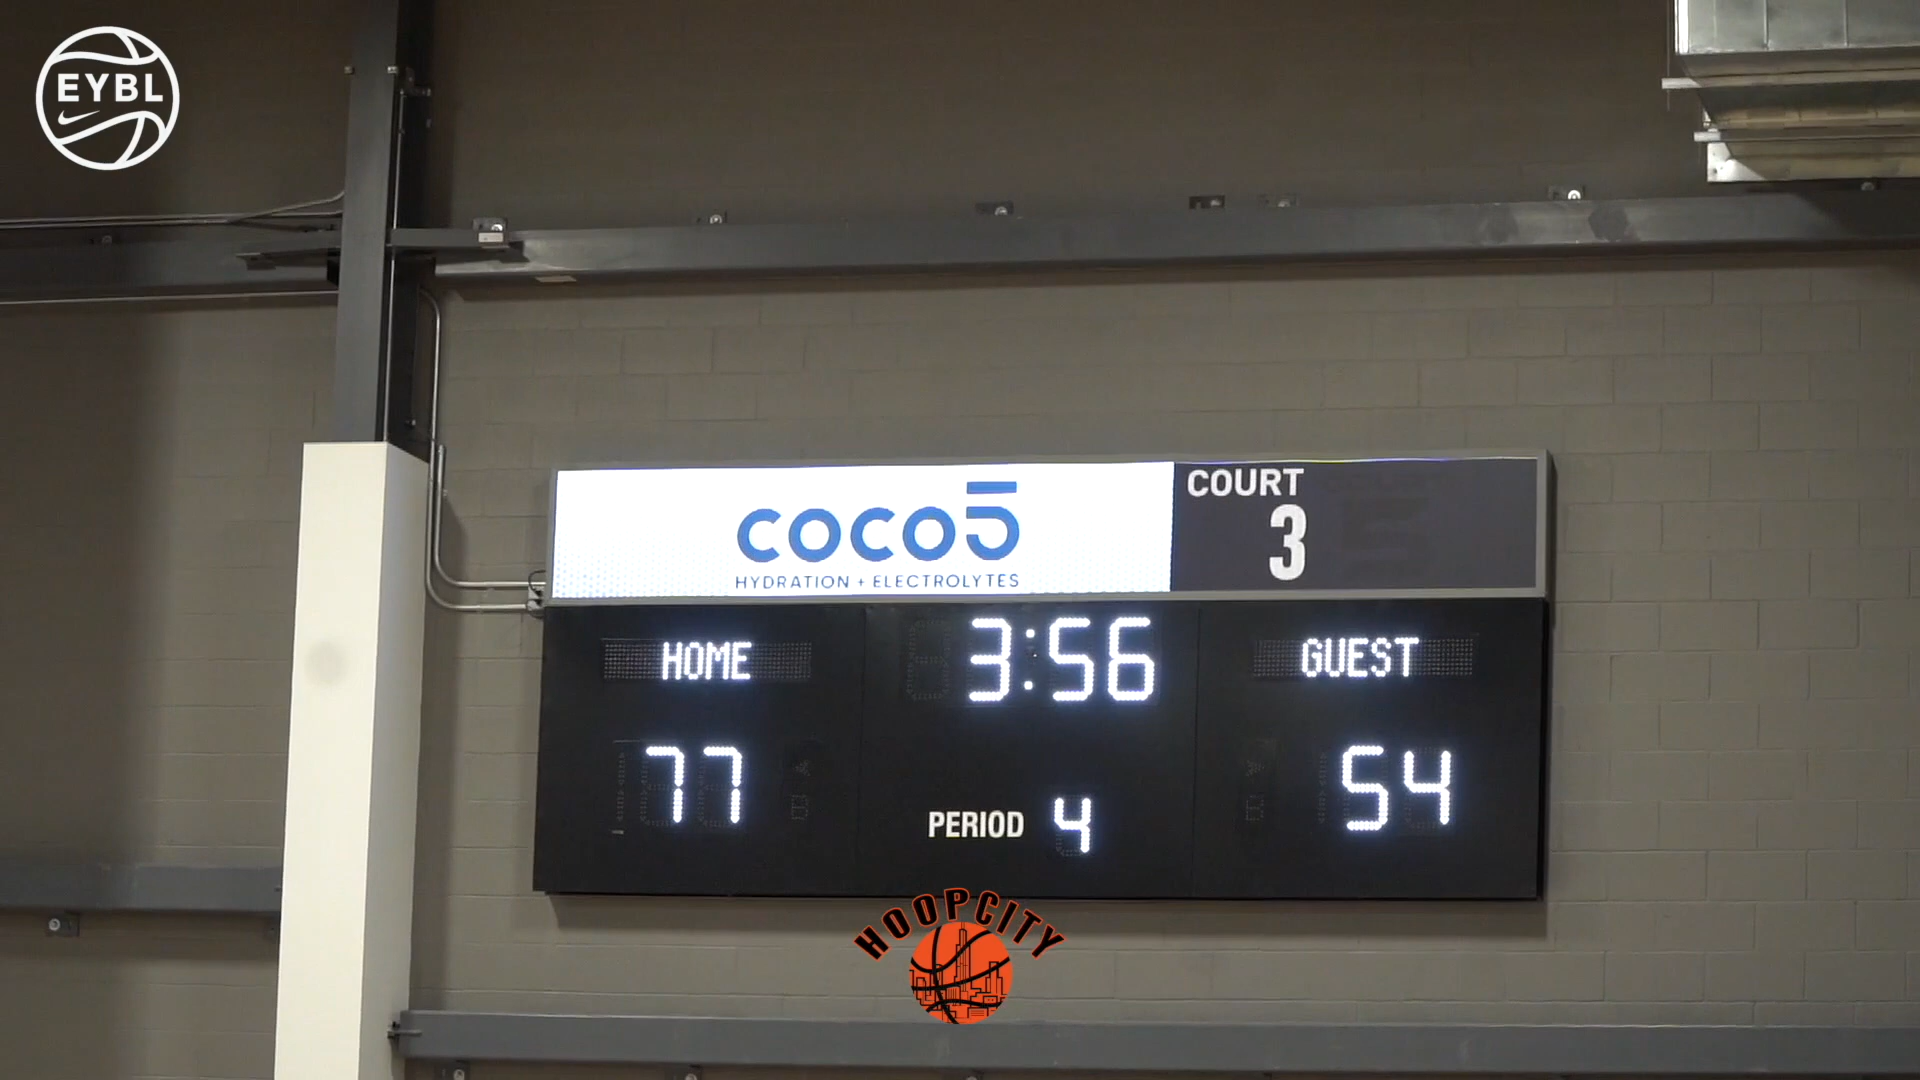 EYBL
coco5
HYDRATION + ELECTROLYTES
COURT
3
HOME
3:56
GUEST
77
PERIOD 4
54
HOOPCITY